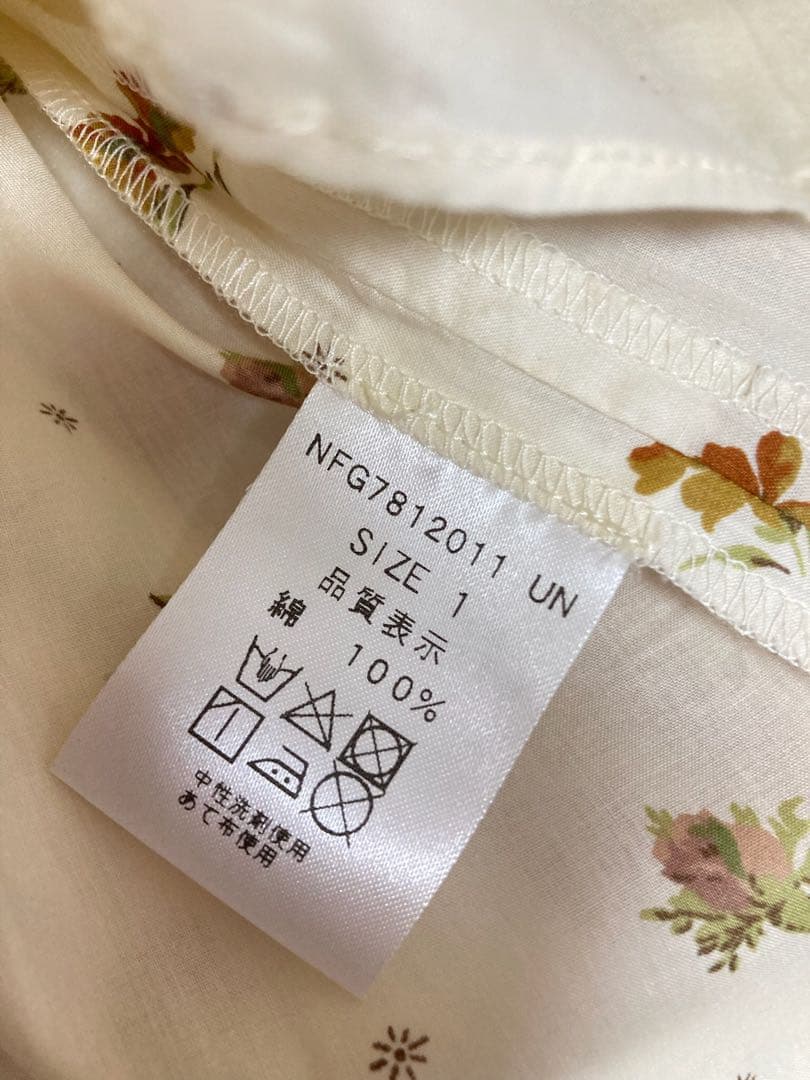 NFG7812011 UN
SIZE 1
品質表示
綿 100%
中性洗剤使用
あて布使用